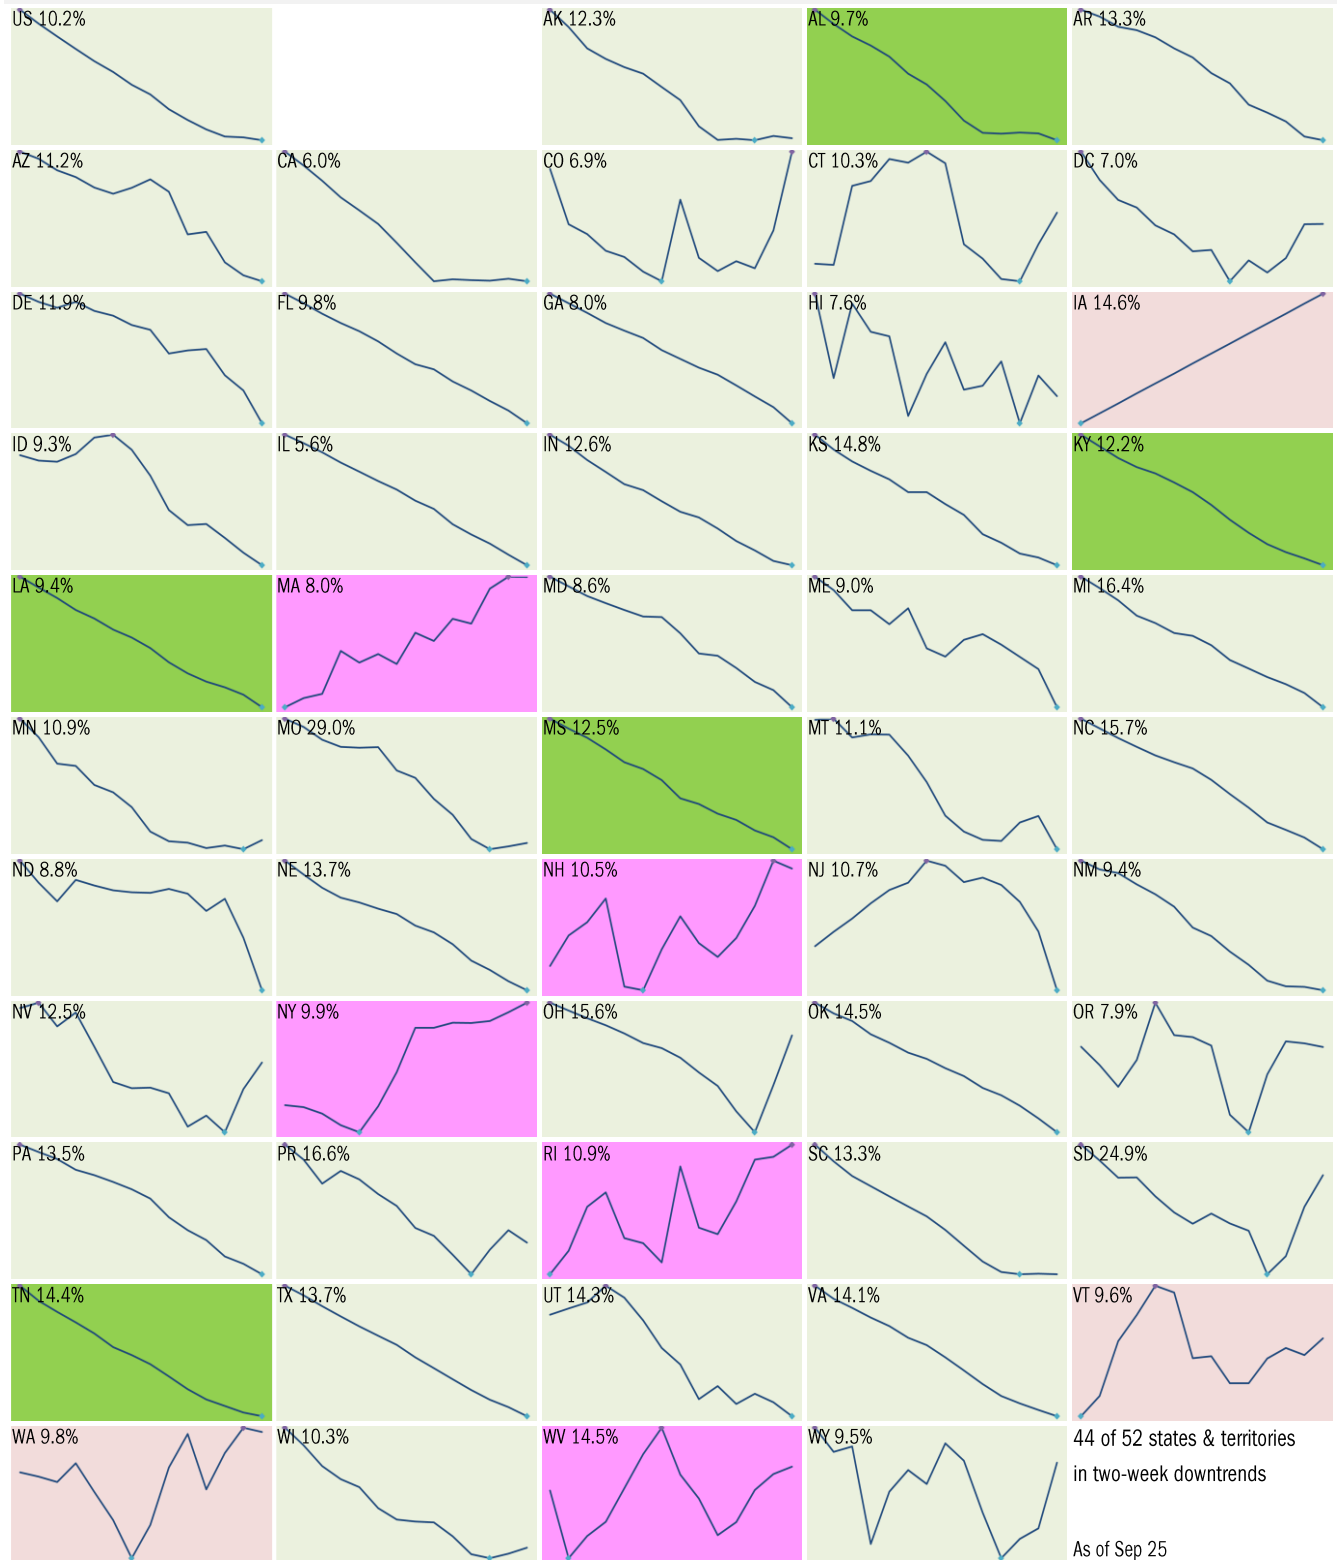 US 10.2%
AK 12.3%
AL 9.7%
AR 13.3%
AZ 11.2%
CA 6.0%
CO 6.9%
CT 10.3%
DC 7.0%
DE 11.9%
FL 9.8%
GA 8.0%
HI 7.6%
IA 14.6%
ID 9.3%
IL 5.6%
IN 12.6%
KS 14.8%
KY 12.2%
LA 9.4%
MA 8.0%
MD 8.6%
ME 9.0%
MI 16.4%
MN 10.9%
MO 29.0%
MS 12.5%
MT 11.1%
NC 15.7%
ND 8.8%
NE 13.7%
NH 10.5%
NJ 10.7%
NM 9.4%
NV 12.5%
NY 9.9%
OH 15.6%
OK 14.5%
OR 7.9%
PA 13.5%
PR 16.6%
RI 10.9%
SC 13.3%
SD 24.9%
TN 14.4%
TX 13.7%
UT 14.3%
VA 14.1%
VT 9.6%
WA 9.8%
WI 10.3%
WV 14.5%
WY 9.5%
44 of 52 states & territories
in two-week downtrends
As of Sep 25